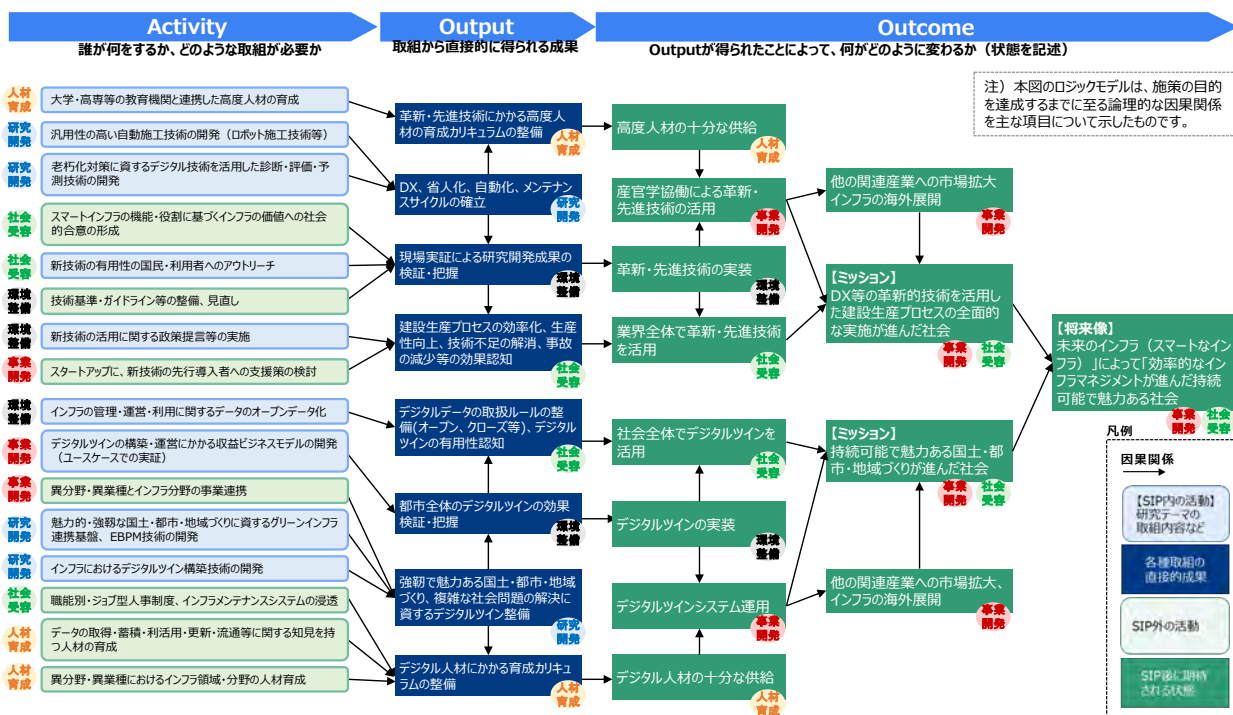 Activity
Output
Outcome
誰が何をするか、どのような取組が必要か
取組から直接的に得られる成果
Outputが得られたことによって、何がどのように変わるか（状態を記述）
注）本図のロジックモデルは、施策の目的
を達成するまでに至る論理的な因果関係
を主な項目について示したものです。
人材
育成
大学・高専等の教育機関と連携した高度人材の育成
研究
開発
汎用性の高い自動施工技術の開発（ロボット施工技術等）
研究
開発
老朽化対策に資するデジタル技術を活用した診断・評価・予
測技術の開発
社会
受容
スマートインフラの機能・役割に基づくインフラの価値への社会
的合意の形成
社会
受容
新技術の有用性の国民・利用者へのアウトリーチ
環境
整備
技術基準・ガイドライン等の整備、見直し
環境
整備
新技術の活用に関する政策提言等の実施
事業
開発
スタートアップに、新技術の先行導入者への支援策の検討
環境
整備
インフラの管理・運営・利用に関するデータのオープンデータ化
事業
開発
デジタルツインの構築・運営にかかる収益ビジネスモデルの開発
（ユースケースでの実証）
事業
開発
異分野・異業種とインフラ分野の事業連携
研究
開発
魅力的・強靱な国土・都市・地域づくりに資するグリーンインフラ
連携基盤、EBPM技術の開発
研究
開発
インフラにおけるデジタルツイン構築技術の開発
社会
受容
職能別・ジョブ型人事制度、インフラメンテナンスシステムの浸透
人材
育成
データの取得・蓄積・利活用・更新・流通等に関する知見を持
つ人材の育成
人材
育成
異分野・異業種におけるインフラ領域・分野の人材育成
革新・先進技術にかかる高度人
材の育成カリキュラムの整備
人材
育成
DX、省人化、自動化、メンテナン
スサイクルの確立
研究
開発
現場実証による研究開発成果の
検証・把握
環境
整備
建設生産プロセスの効率化、生産
性向上、技術不足の解消、事故
の減少等の効果認知
社会
受容
デジタルデータの取扱ルールの整
備(オープン、クローズ等)、デジタル
ツインの有用性認知
社会
受容
都市全体のデジタルツインの効果
検証・把握
環境
整備
強靭で魅力ある国土・都市・地域
づくり、複雑な社会問題の解決に
資するデジタルツイン整備
研究
開発
デジタル人材にかかる育成カリキュ
ラムの整備
人材
育成
高度人材の十分な供給
人材
育成
産官学協働による革新・
先進技術の活用
事業
開発
革新・先進技術の実装
環境
整備
業界全体で革新・先進技術
を活用
社会
受容
社会全体でデジタルツインを
活用
社会
受容
デジタルツインの実装
環境
整備
デジタルツインシステム運用
事業
開発
デジタル人材の十分な供給
人材
育成
他の関連産業への市場拡大
インフラの海外展開
事業
開発
【ミッション】
DX等の革新的技術を活用し
た建設生産プロセスの全面的
な実施が進んだ社会
事業
開発
社会
受容
【ミッション】
持続可能で魅力ある国土・都
市・地域づくりが進んだ社会
事業
開発
社会
受容
他の関連産業への市場拡大、
インフラの海外展開
事業
開発
【将来像】
未来のインフラ（スマートなイン
フラ）」によって「効率的なインフ
ラマネジメントが進んだ持続
可能で魅力ある社会
事業
開発
社会
受容
凡例
因果関係
【SIP内の活動】
研究テーマの
取組内容など
各種取組の
直接的成果
SIP外の活動
SIP後に期待
される状態